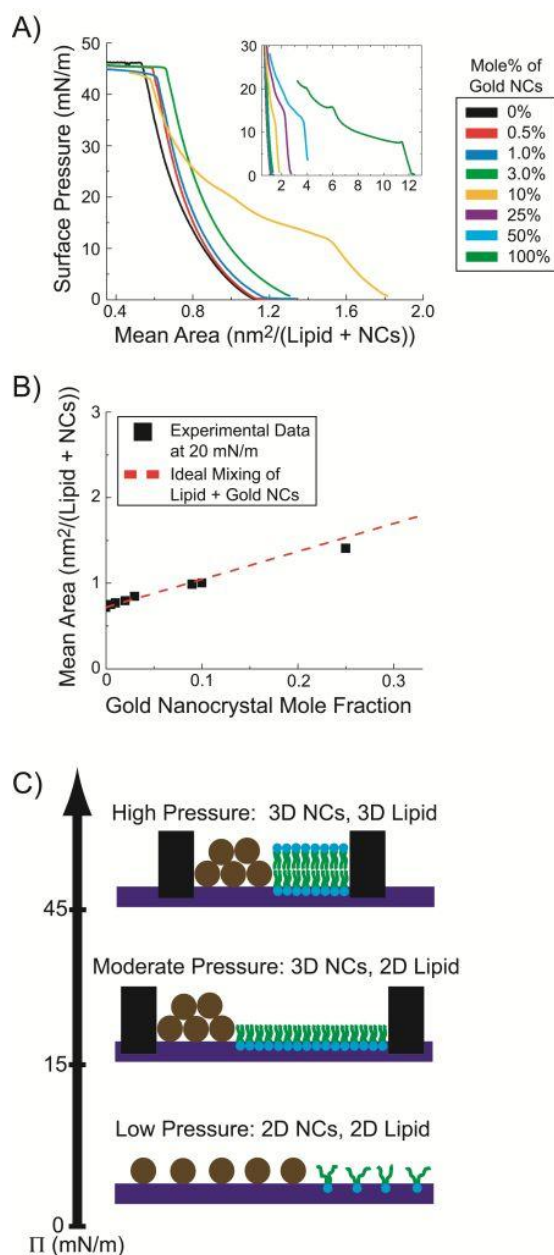 A)
Surface Pressure (mN/m)
50
40
30
20
10
0
0.4
0.8
1.2
1.6
2.0
Mean Area (nm²/(Lipid + NCs))
30
20
10
0
2
4
6
8
10
12
Mole% of
Gold NCs
0%
0.5%
1.0%
3.0%
10%
25%
50%
100%
B)
Mean Area (nm²/(Lipid + NCs))
3
2
1
0
0
0.1
0.2
0.3
Gold Nanocrystal Mole Fraction
Experimental Data
at 20 mN/m
Ideal Mixing of
Lipid + Gold NCs
C)
High Pressure: 3D NCs, 3D Lipid
45
Moderate Pressure: 3D NCs, 2D Lipid
15
Low Pressure: 2D NCs, 2D Lipid
0
Π (mN/m)